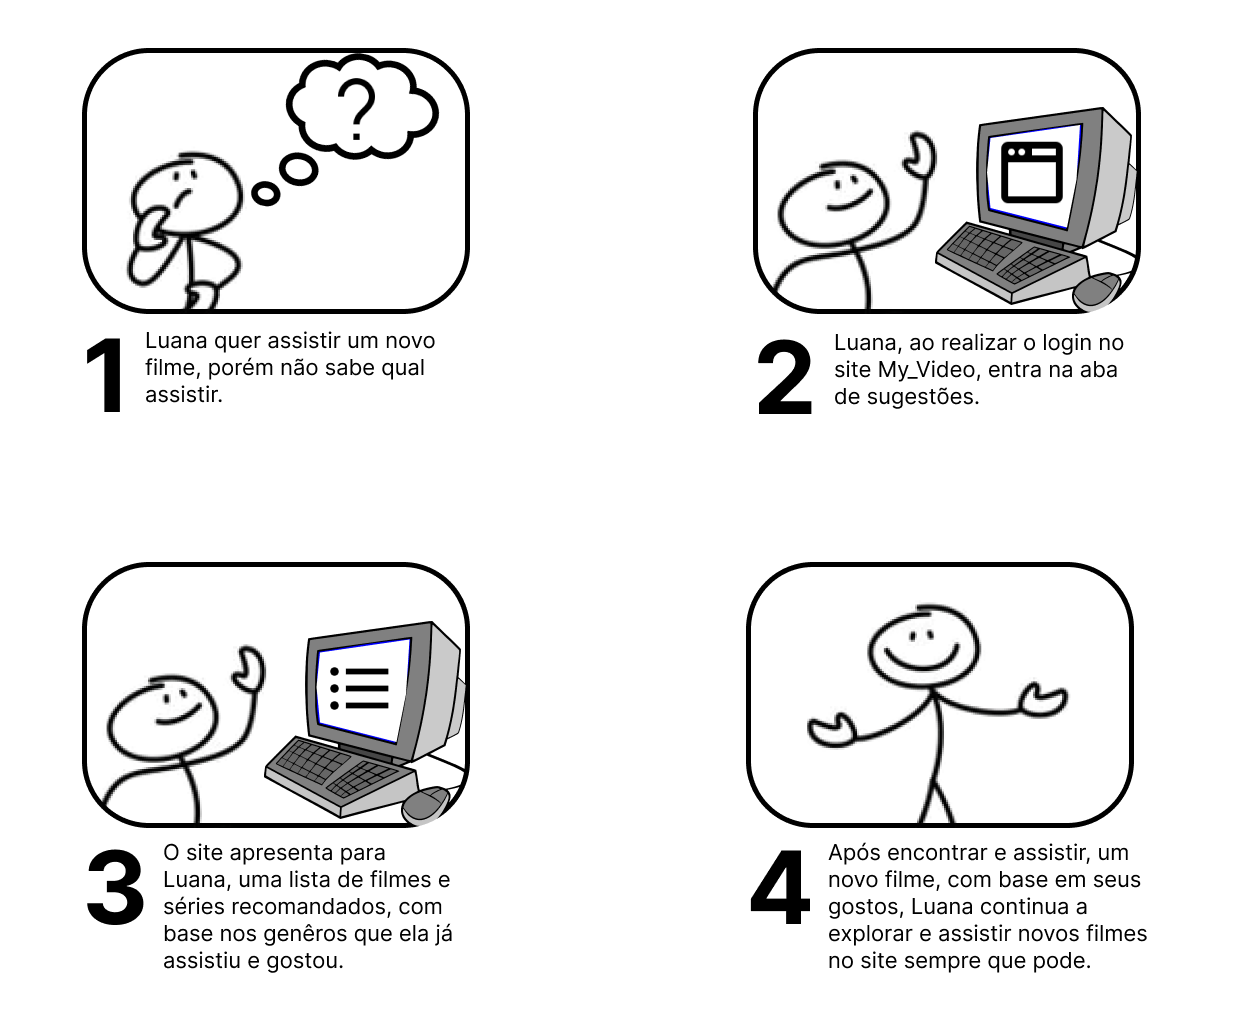 ?
1
Luana quer assistir um novo
filme, porém não sabe qual
assistir.
2
Luana, ao realizar o login no
site My_Video, entra na aba
de sugestões.
3
O site apresenta para
Luana, uma lista de filmes e
séries recomandados, com
base nos genêros que ela já
assistiu e gostou.
4
Após encontrar e assistir, um
novo filme, com base em seus
gostos, Luana continua a
explorar e assistir novos filmes
no site sempre que pode.